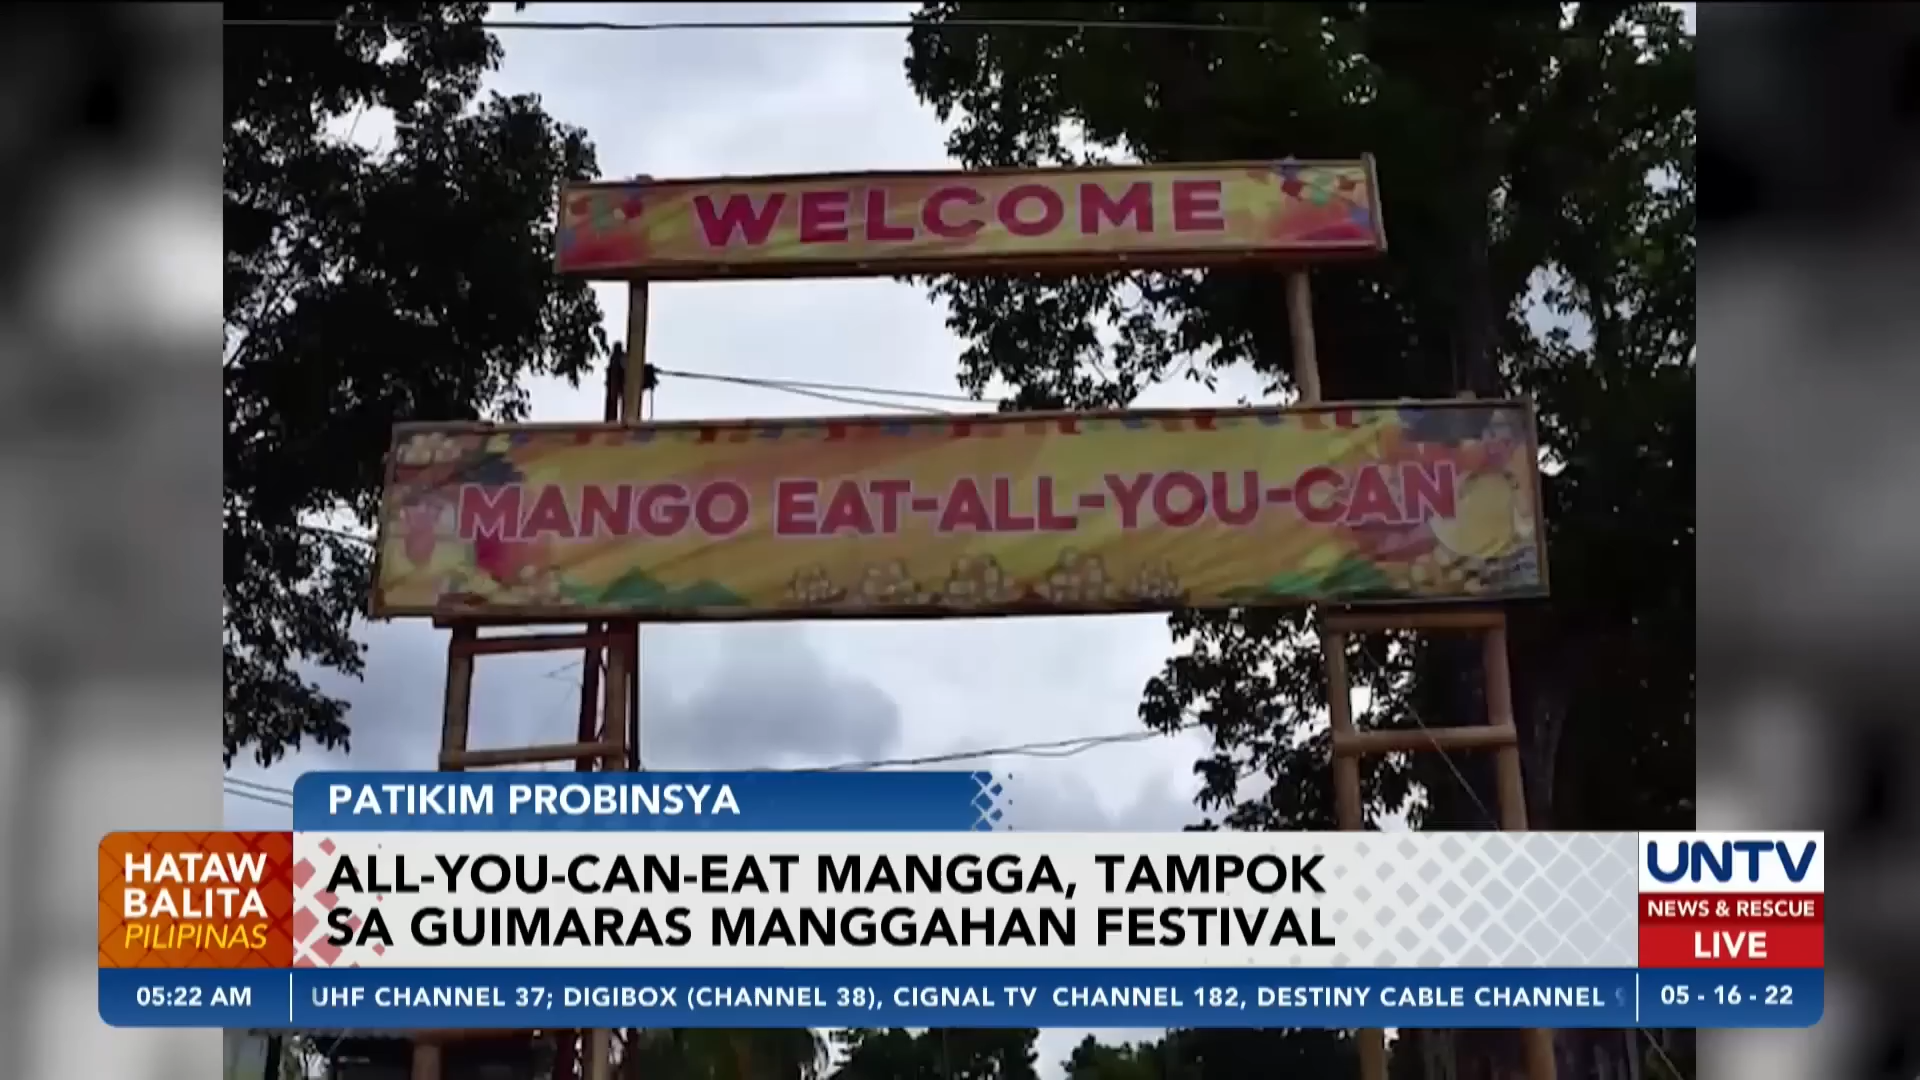 WELCOME
MANGO EAT-ALL-YOU-CAN
PATIKIM PROBINSYA
HATAW
BALITA
PILIPINAS
ALL-YOU-CAN-EAT MANGGA, TAMPOK
SA GUIMARAS MANGGAHAN FESTIVAL
UNTV
NEWS & RESCUE
LIVE
05:22 AM
UHF CHANNEL 37; DIGIBOX (CHANNEL 38), CIGNAL TV CHANNEL 182, DESTINY CABLE CHANNEL
05 - 16 - 22